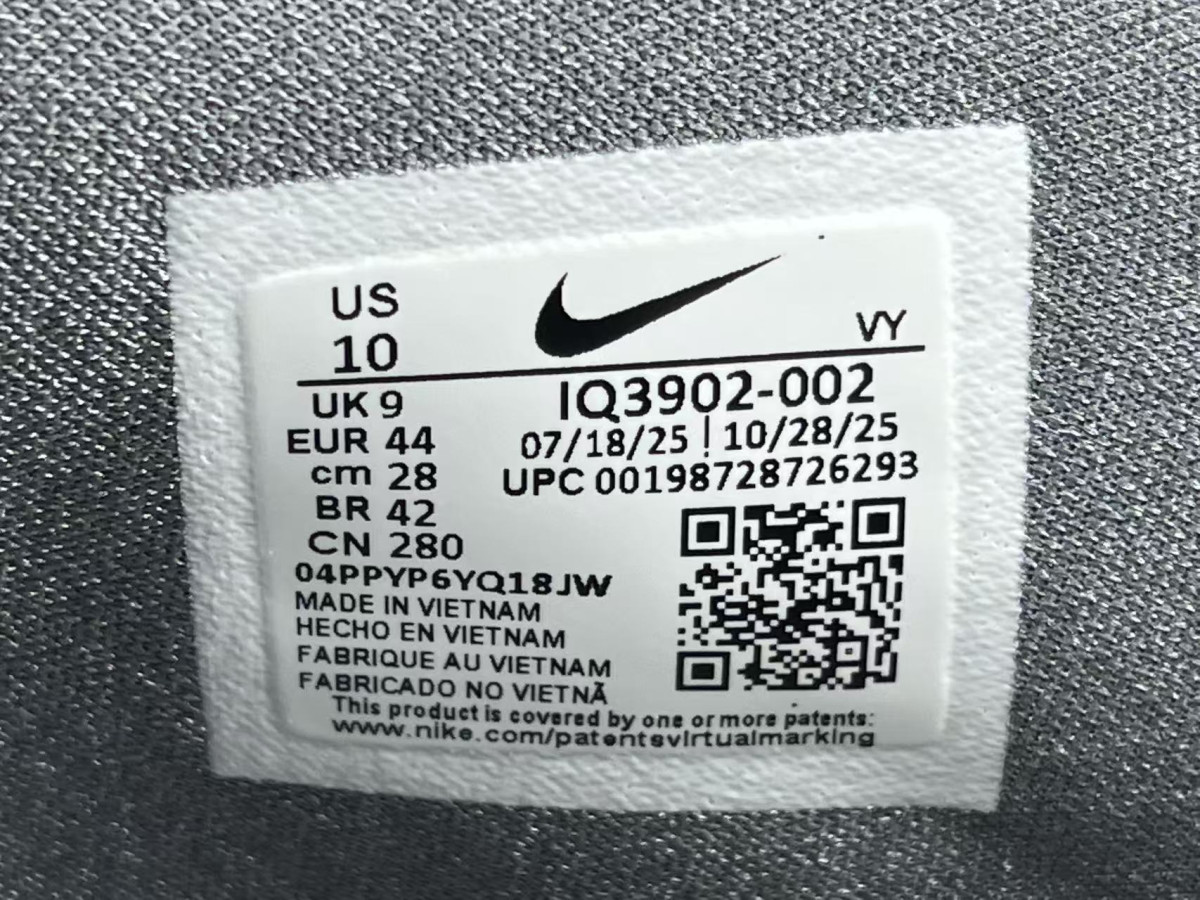 US
10
VY
UK 9
EUR 44
cm 28
BR 42
CN 280
IQ3902-002
07/18/25 | 10/28/25
UPC 00198728726293
04PPYP6YQ18JW
MADE IN VIETNAM
HECHO EN VIETNAM
FABRIQUE AU VIETNAM
FABRICADO NO VIETNÃ
This product is covered by one or more patents:
www.nike.com/patentsvirtualmarking